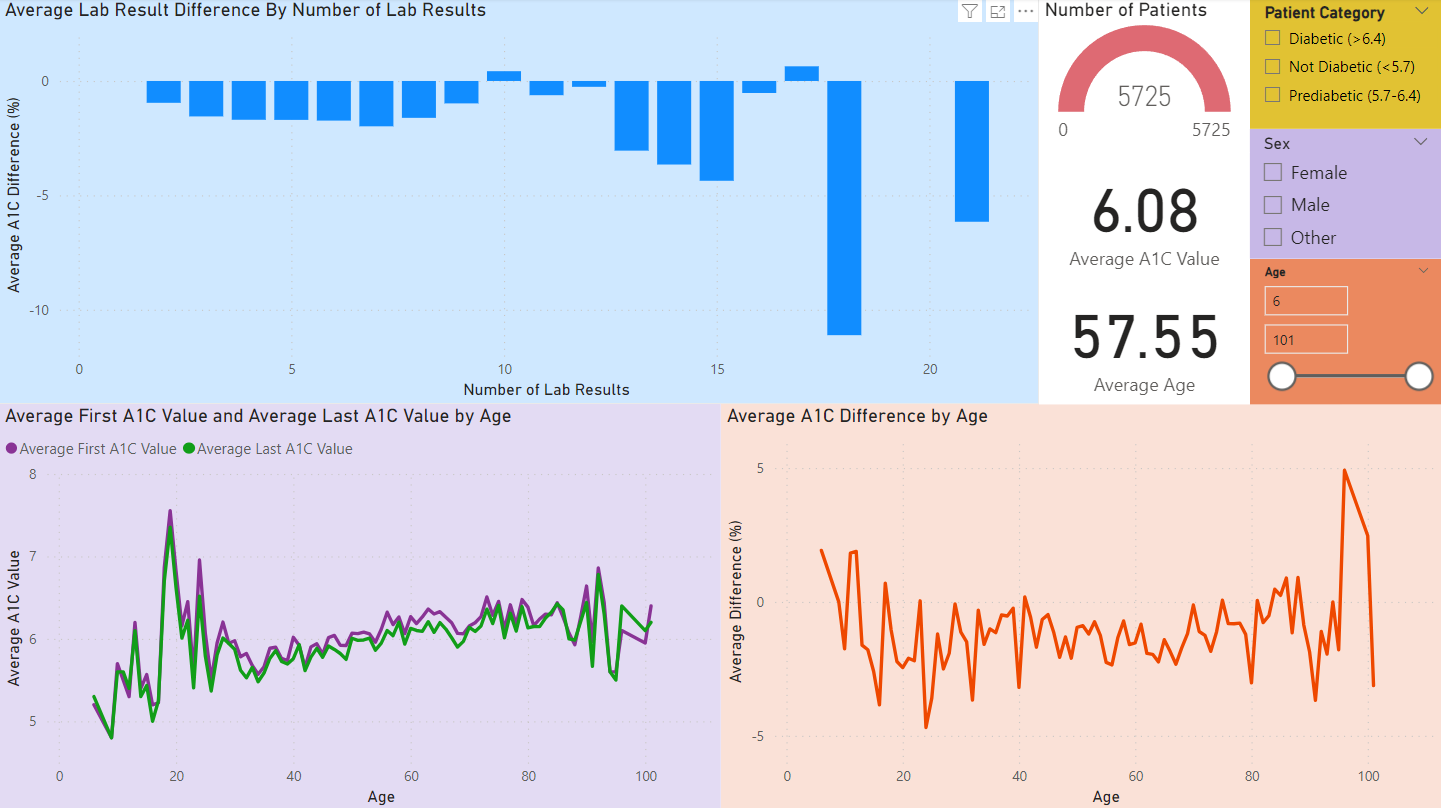 Average Lab Result Difference By Number of Lab Results
Average A1C Difference (%)
0
-5
-10
0
5
10
15
20
Number of Lab Results
Number of Patients
5725
0
5725
6.08
Average A1C Value
57.55
Average Age
Patient Category
Diabetic (>6.4)
Not Diabetic (<5.7)
Prediabetic (5.7-6.4)
Sex
Female
Male
Other
Age
6
101
Average First A1C Value and Average Last A1C Value by Age
Average First A1C Value
Average Last A1C Value
Average A1C Value
8
7
6
5
0
20
40
60
80
100
Age
Average A1C Difference by Age
Average Difference (%)
5
0
-5
0
20
40
60
80
100
Age